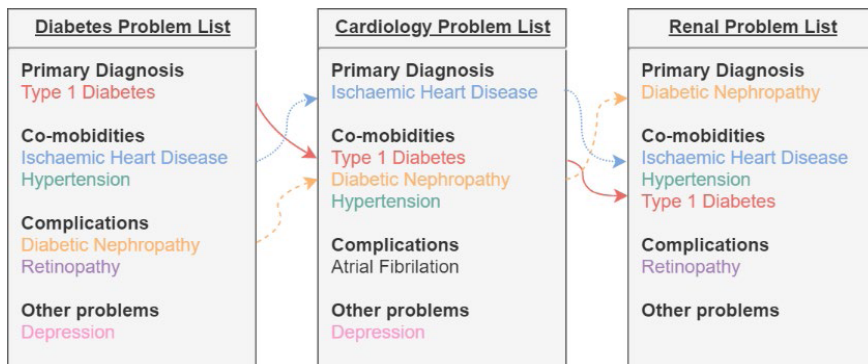 Diabetes Problem List
Primary Diagnosis
Type 1 Diabetes
Co-mobidities
Ischaemic Heart Disease
Hypertension
Complications
Diabetic Nephropathy
Retinopathy
Other problems
Depression
Cardiology Problem List
Primary Diagnosis
Ischaemic Heart Disease
Co-mobidities
Type 1 Diabetes
Diabetic Nephropathy
Hypertension
Complications
Atrial Fibrilation
Other problems
Depression
Renal Problem List
Primary Diagnosis
Diabetic Nephropathy
Co-mobidities
Ischaemic Heart Disease
Hypertension
Type 1 Diabetes
Complications
Retinopathy
Other problems